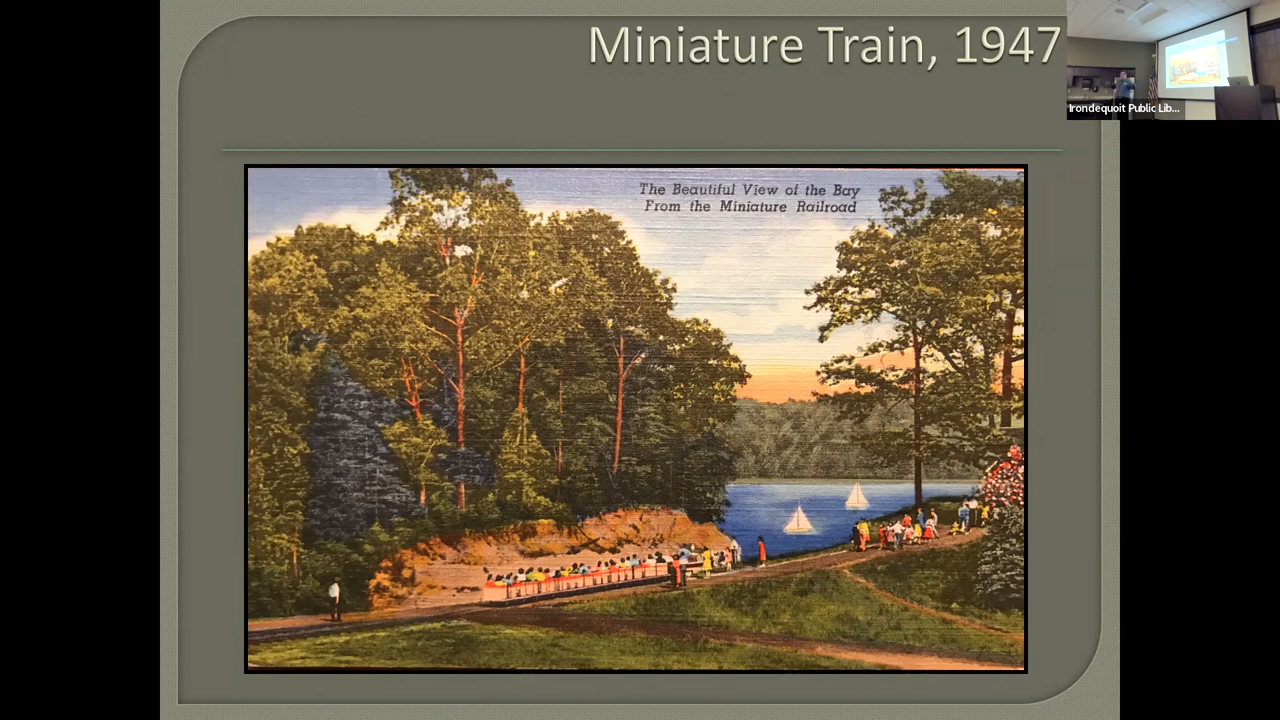 Miniature Train, 1947
Irondequoit Public Lib...
The Beautiful View of the Bay
From the Miniature Railroad